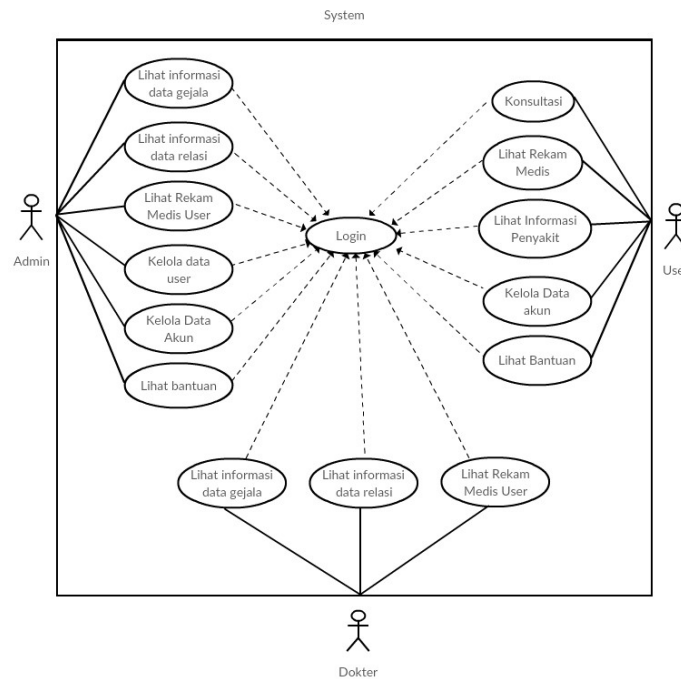 System
Lihat informasi
data gejala
Lihat informasi
data relasi
Lihat Rekam
Medis User
Kelola data
user
Kelola Data
Akun
Lihat bantuan
Admin
Login
Konsultasi
Lihat Rekam
Medis
Lihat Informasi
Penyakit
Kelola Data
akun
Lihat Bantuan
Use
Lihat informasi
data gejala
Lihat informasi
data relasi
Lihat Rekam
Medis User
Dokter